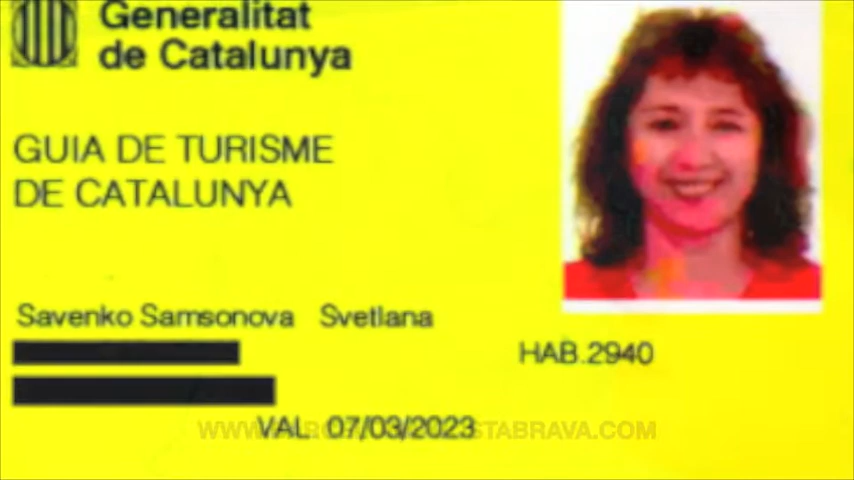 Generalitat
de Catalunya
GUIA DE TURISME
DE CATALUNYA
Savenko Samsonova Svetlana
HAB.2940
VAL. 07/03/2023